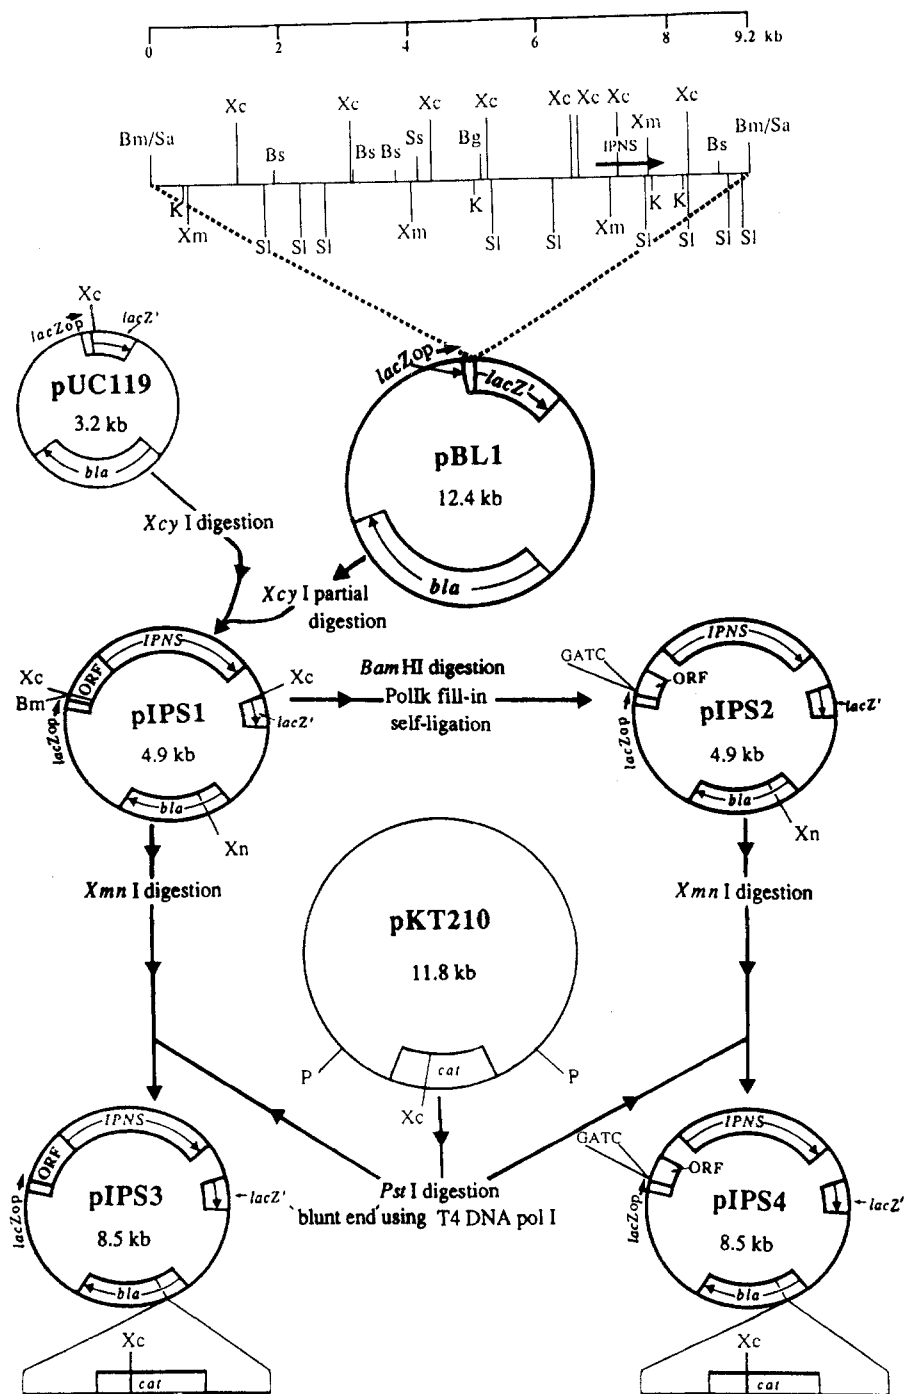 0 2 4 6 8 9.2 kb
Xc Xc Xc Xc Xc Xc Xc Xc
Bm/Sa Bs Bs Bs Ss Bg IPNS Xm Bs Bm/Sa
K Xm Sl Sl Sl Xm K Sl Sl Xm Sl K K Sl Sl Sl
Xc
lacZop lacZ'
pUC119
3.2 kb
bla
lacZop lacZ'
pBL1
12.4 kb
bla
Xcy I digestion
Xcy I partial
digestion
IPNS
ORF
Xc
Bm
lacZop
Xc
lacZ'
pIPS1
4.9 kb
bla
Xn
Bam HI digestion
PolIk fill-in
self-ligation
IPNS
GATC
ORF
lacZop
lacZ'
pIPS2
4.9 kb
bla
Xn
Xmn I digestion
Xmn I digestion
pKT210
11.8 kb
P
cat
P
Xc
Pst I digestion
'blunt end' using T4 DNA pol I
IPNS
ORF
lacZop
lacZ'
pIPS3
8.5 kb
bla
Xc
cat
IPNS
GATC
ORF
lacZop
lacZ'
pIPS4
8.5 kb
bla
Xc
cat